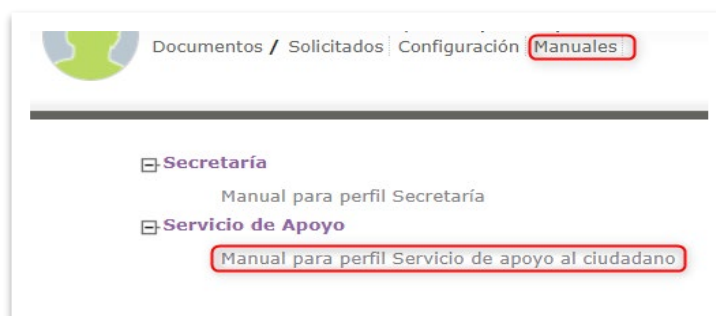 Documentos / Solicitados Configuración Manuales
Secretaría
Manual para perfil Secretaría
Servicio de Apoyo
Manual para perfil Servicio de apoyo al ciudadano